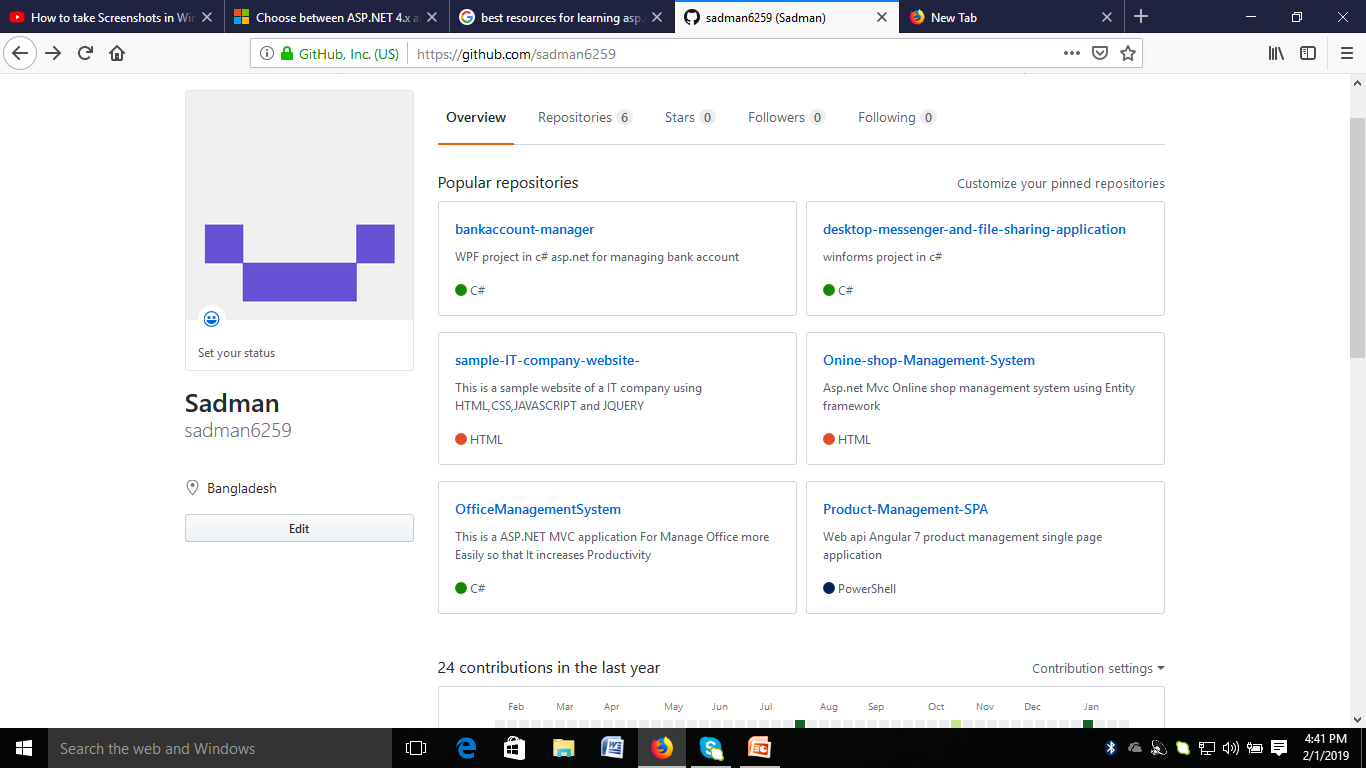 How to take Screenshots in Wi
Choose between ASP.NET 4.x a
best resources for learning asp.
sadman6259 (Sadman)
New Tab
GitHub, Inc. (US)
https://github.com/sadman6259
Overview
Repositories 6
Stars 0
Followers 0
Following 0
Popular repositories
Customize your pinned repositories
bankaccount-manager
WPF project in c# asp.net for managing bank account
C#
desktop-messenger-and-file-sharing-application
winforms project in c#
C#
sample-IT-company-website-
This is a sample website of a IT company using
HTML,CSS,JAVASCRIPT and JQUERY
HTML
Onine-shop-Management-System
Asp.net Mvc Online shop management system using Entity
framework
HTML
OfficeManagementSystem
This is a ASP.NET MVC application For Manage Office more
Easily so that It increases Productivity
C#
Product-Management-SPA
Web api Angular 7 product management single page
application
PowerShell
Set your status
Sadman
sadman6259
Bangladesh
Edit
24 contributions in the last year
Contribution settings
Feb Mar Apr May Jun Jul Aug Sep Oct Nov Dec Jan
Search the web and Windows
4:41 PM
2/1/2019